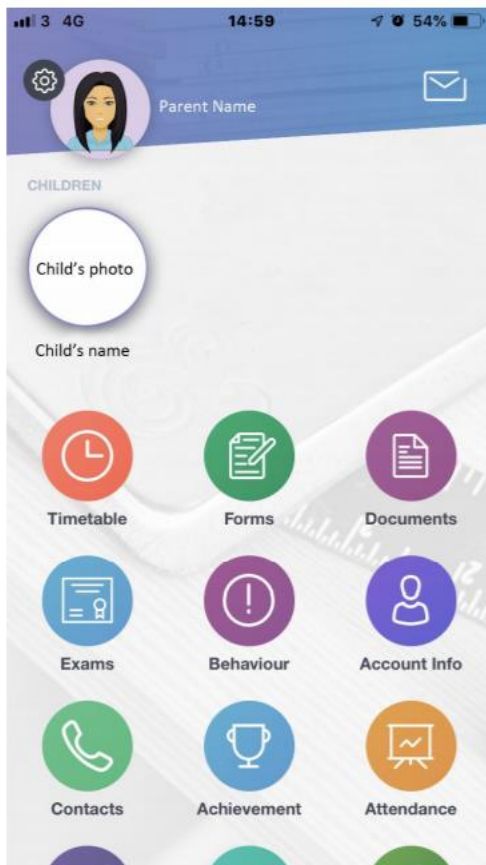 3 4G 14:59 54%
Parent Name
CHILDREN
Child's photo
Child's name
Timetable Forms Documents
Exams Behaviour Account Info
Contacts Achievement Attendance